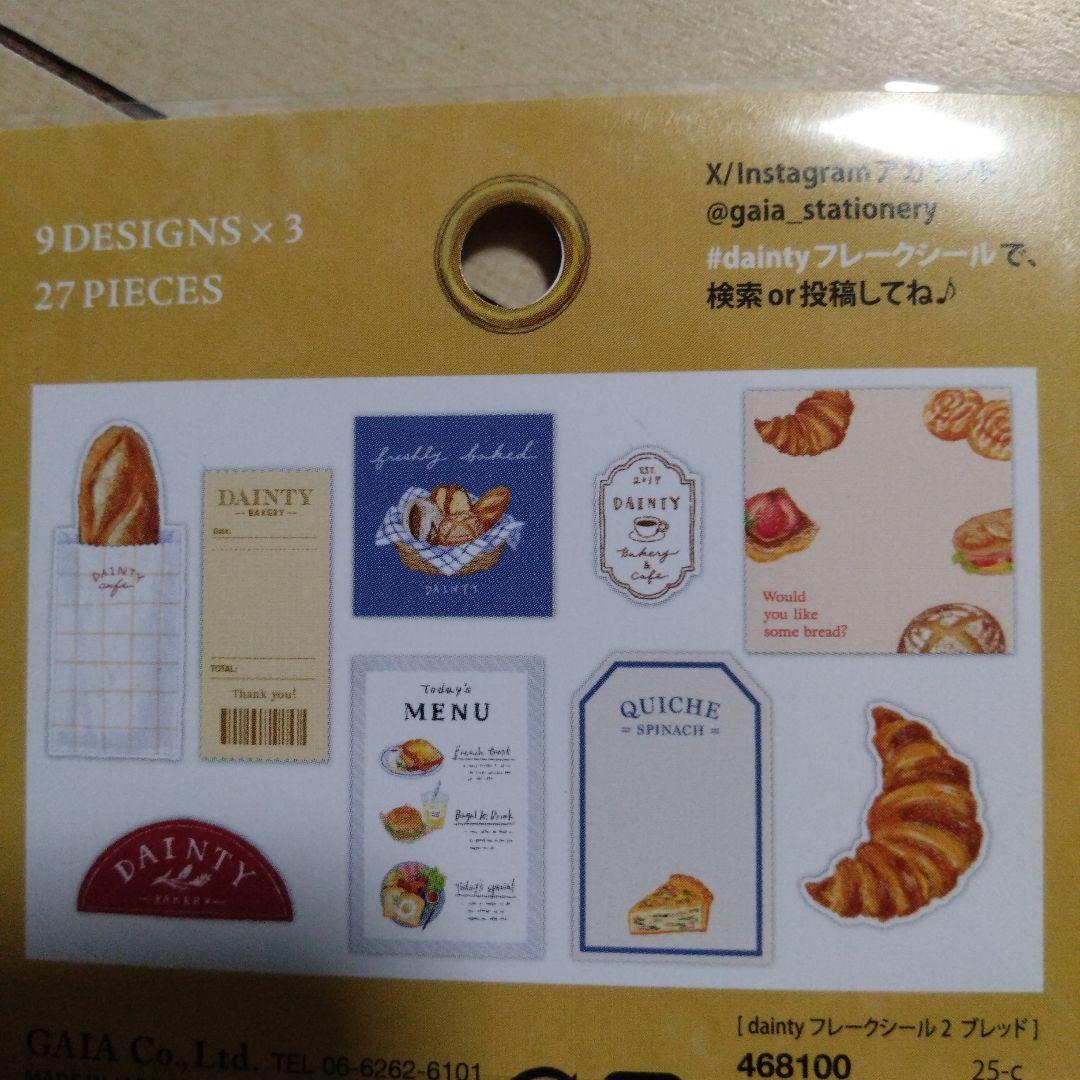 9 DESIGNS × 3
27 PIECES
X/Instagramアカウント
@gaia_stationery
#daintyフレークシールで、
検索or投稿してね♪
DAINTY
cafe
DAINTY
BAKERY
Date:
TOTAL:
Thank you!
freshly baked
DAINTY
EST.
DAINTY
Bakery
&
Cafe
Would
you like
some bread?
DAINTY
BAKERY
Today's
MENU
French toast
Bagel & Drink
Today's special
QUICHE
= SPINACH =
GAIA Co., Ltd. TEL 06-6262-6101
[ dainty フレークシール2 ブレッド ]
468100 25-c